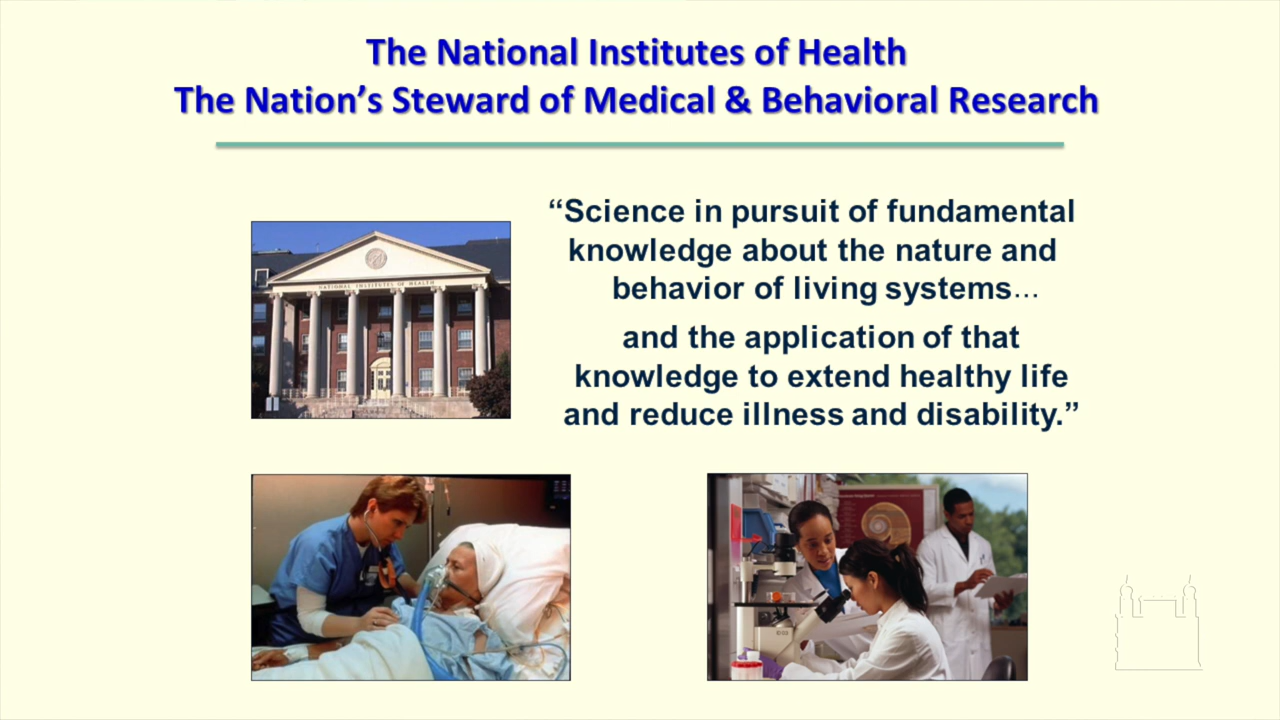 The National Institutes of Health
The Nation’s Steward of Medical & Behavioral Research
“Science in pursuit of fundamental
knowledge about the nature and
behavior of living systems…
and the application of that
knowledge to extend healthy life
and reduce illness and disability.”
NATIONAL INSTITUTES OF HEALTH